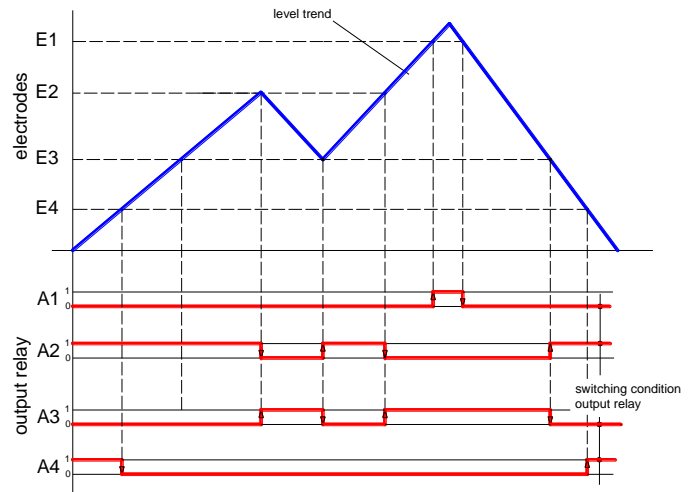 level trend
E1
E2
E3
E4
electrodes
A1
1
0
A2
1
0
A3
1
0
A4
1
0
output relay
switching condition
output relay